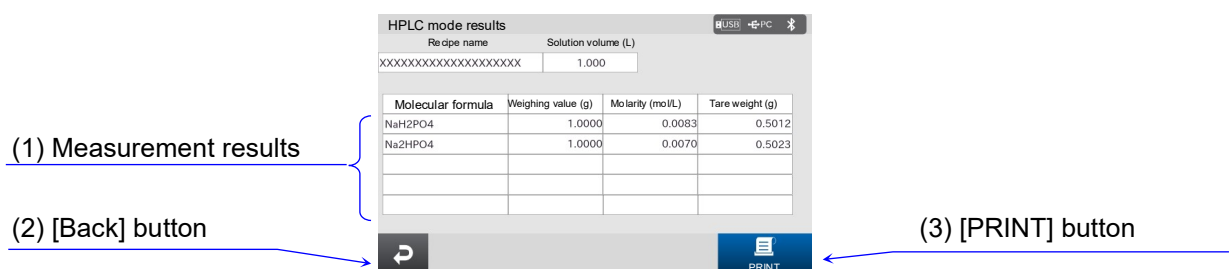 HPLC mode results
USB PC
Recipe name Solution volume (L)
XXXXXXXXXXXXXXXXXXXX 1.000
Molecular formula Weighing value (g) Molarity (mol/L) Tare weight (g)
NaH2PO4 1.0000 0.0083 0.5012
Na2HPO4 1.0000 0.0070 0.5023
(1) Measurement results
(2) [Back] button
(3) [PRINT] button
PRINT